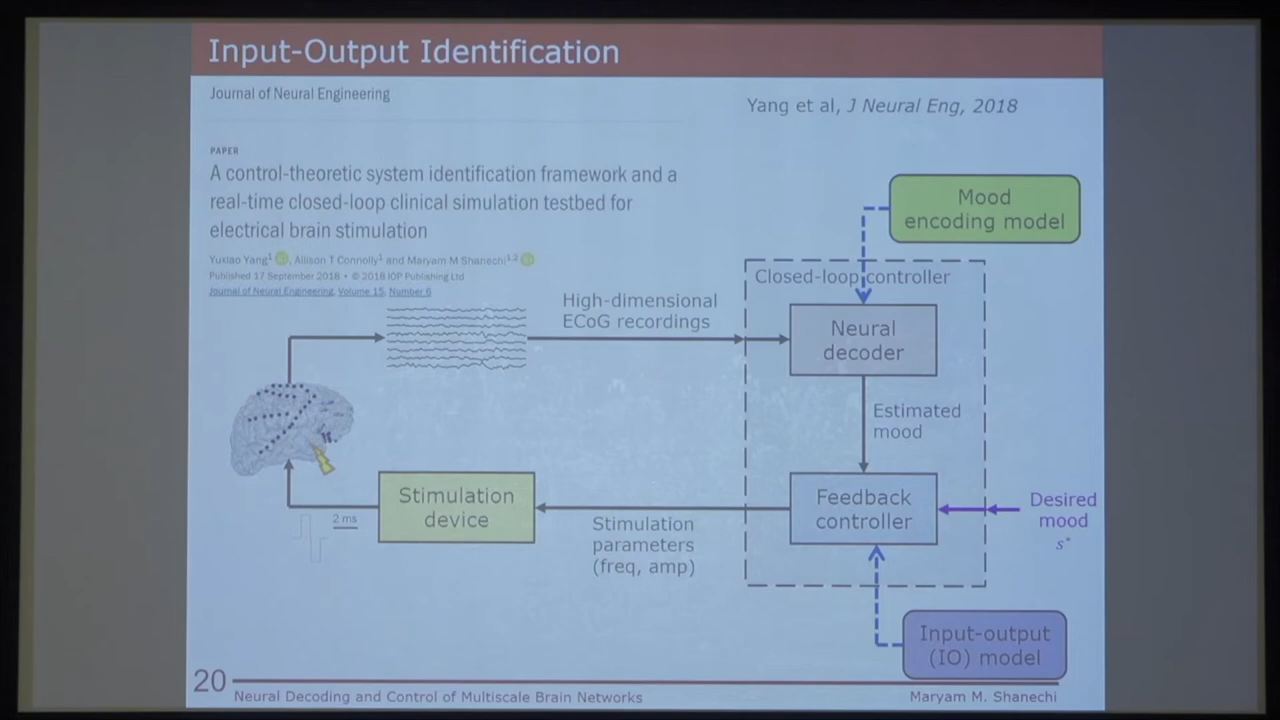 Input-Output Identification
Journal of Neural Engineering
Yang et al, J Neural Eng, 2018
PAPER
A control-theoretic system identification framework and a
real-time closed-loop clinical simulation testbed for
electrical brain stimulation
Yuxiao Yang¹, Allison T Connolly¹ and Maryam M Shanechi¹,²
Published 17 September 2018 • © 2018 IOP Publishing Ltd
Journal of Neural Engineering, Volume 15, Number 6
Mood
encoding model
Closed-loop controller
High-dimensional
ECoG recordings
Neural
decoder
Estimated
mood
Stimulation
device
2 ms
Stimulation
parameters
(freq, amp)
Feedback
controller
Desired
mood
s*
Input-output
(IO) model
20
Neural Decoding and Control of Multiscale Brain Networks
Maryam M. Shanechi